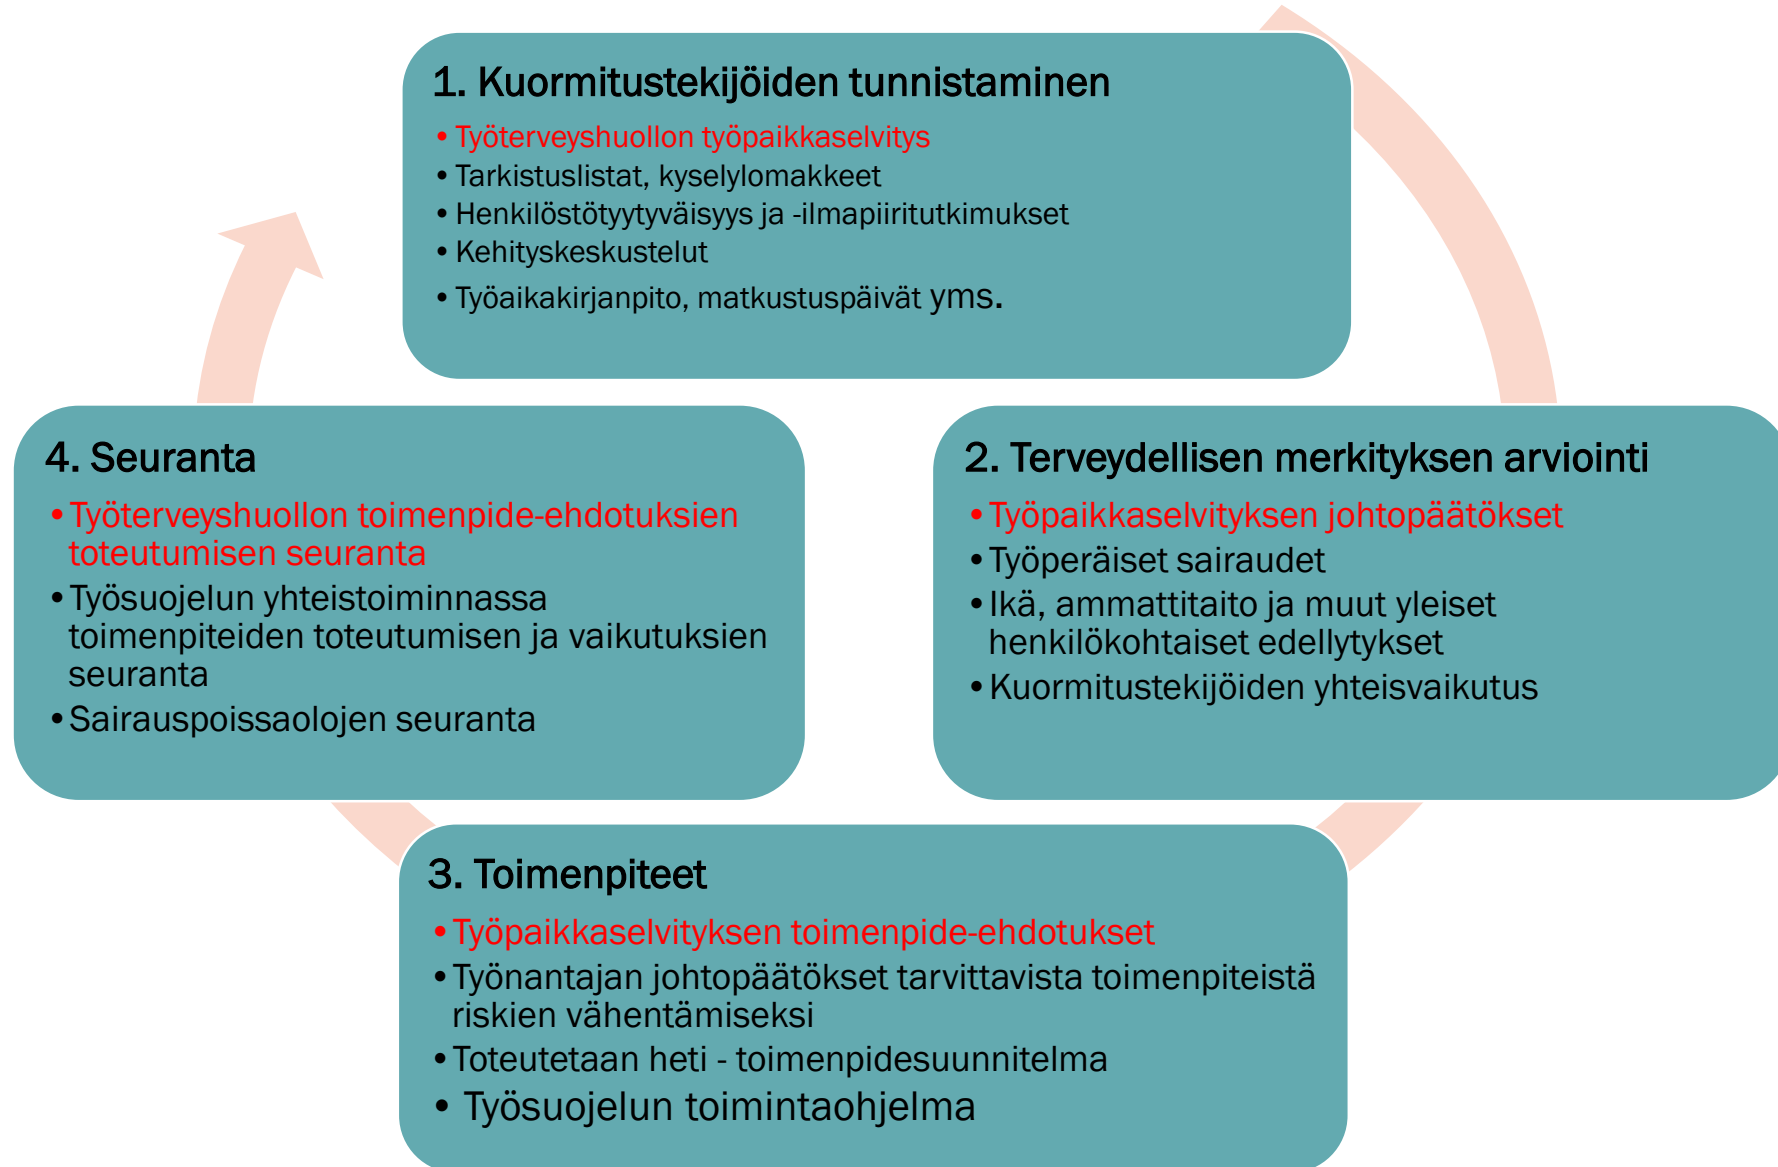 1. Kuormitustekijöiden tunnistaminen
• Työterveyshuollon työpaikkaselvitys
• Tarkistuslistat, kyselylomakkeet
• Henkilöstötyytyväisyys ja -ilmapiiritutkimukset
• Kehityskeskustelut
• Työaikakirjanpito, matkustuspäivät yms.
2. Terveydellisen merkityksen arviointi
• Työpaikkaselvityksen johtopäätökset
• Työperäiset sairaudet
• Ikä, ammattitaito ja muut yleiset
henkilökohtaiset edellytykset
• Kuormitustekijöiden yhteisvaikutus
3. Toimenpiteet
• Työpaikkaselvityksen toimenpide-ehdotukset
• Työnantajan johtopäätökset tarvittavista toimenpiteistä
riskien vähentämiseksi
• Toteutetaan heti - toimenpidesuunnitelma
• Työsuojelun toimintaohjelma
4. Seuranta
• Työterveyshuollon toimenpide-ehdotuksien
toteutumisen seuranta
• Työsuojelun yhteistoiminnassa
toimenpiteiden toteutumisen ja vaikutuksien
seuranta
• Sairauspoissaolojen seuranta